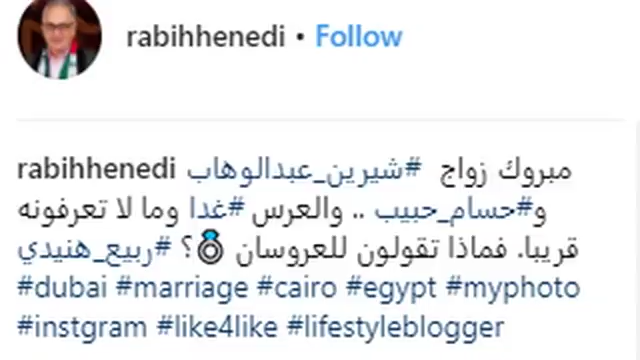 rabihhenedi • Follow
rabihhenedi مبروك زواج #شيرين_عبدالوهاب
و#حسام_حبيب .. والعرس #غدا وما لا تعرفونه
قريبا. فماذا تقولون للعروسان 💍؟ #ربيع_هنيدي
#dubai #marriage #cairo #egypt #myphoto
#instgram #like4like #lifestyleblogger